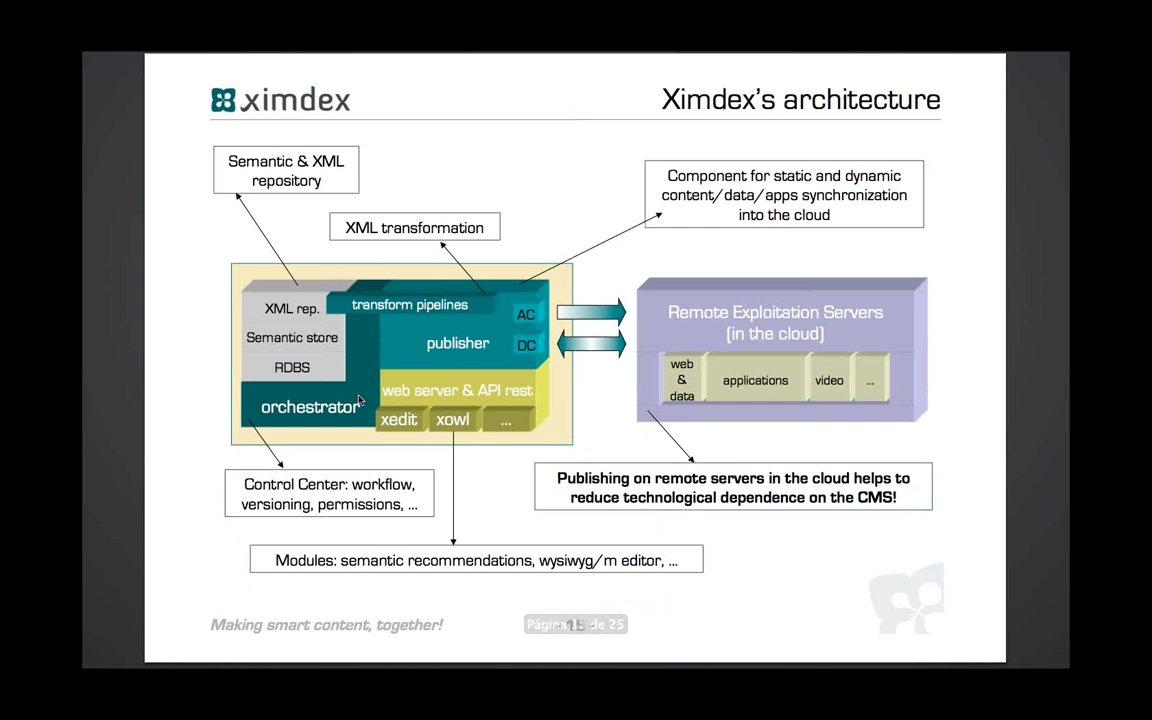 ximdex
Ximdex's architecture
Semantic & XML
repository
Component for static and dynamic
content/data/apps synchronization
into the cloud
XML transformation
XML rep.
transform pipelines
AC
Semantic store
publisher
DC
RDBS
web server & API rest
orchestrator
xedit
xowl
...
Remote Exploitation Servers
(in the cloud)
web
&
data
applications
video
...
Control Center: workflow,
versioning, permissions, ...
Publishing on remote servers in the cloud helps to
reduce technological dependence on the CMS!
Modules: semantic recommendations, wysiwyg/m editor, ...
Making smart content, together!
Página 15 de 25